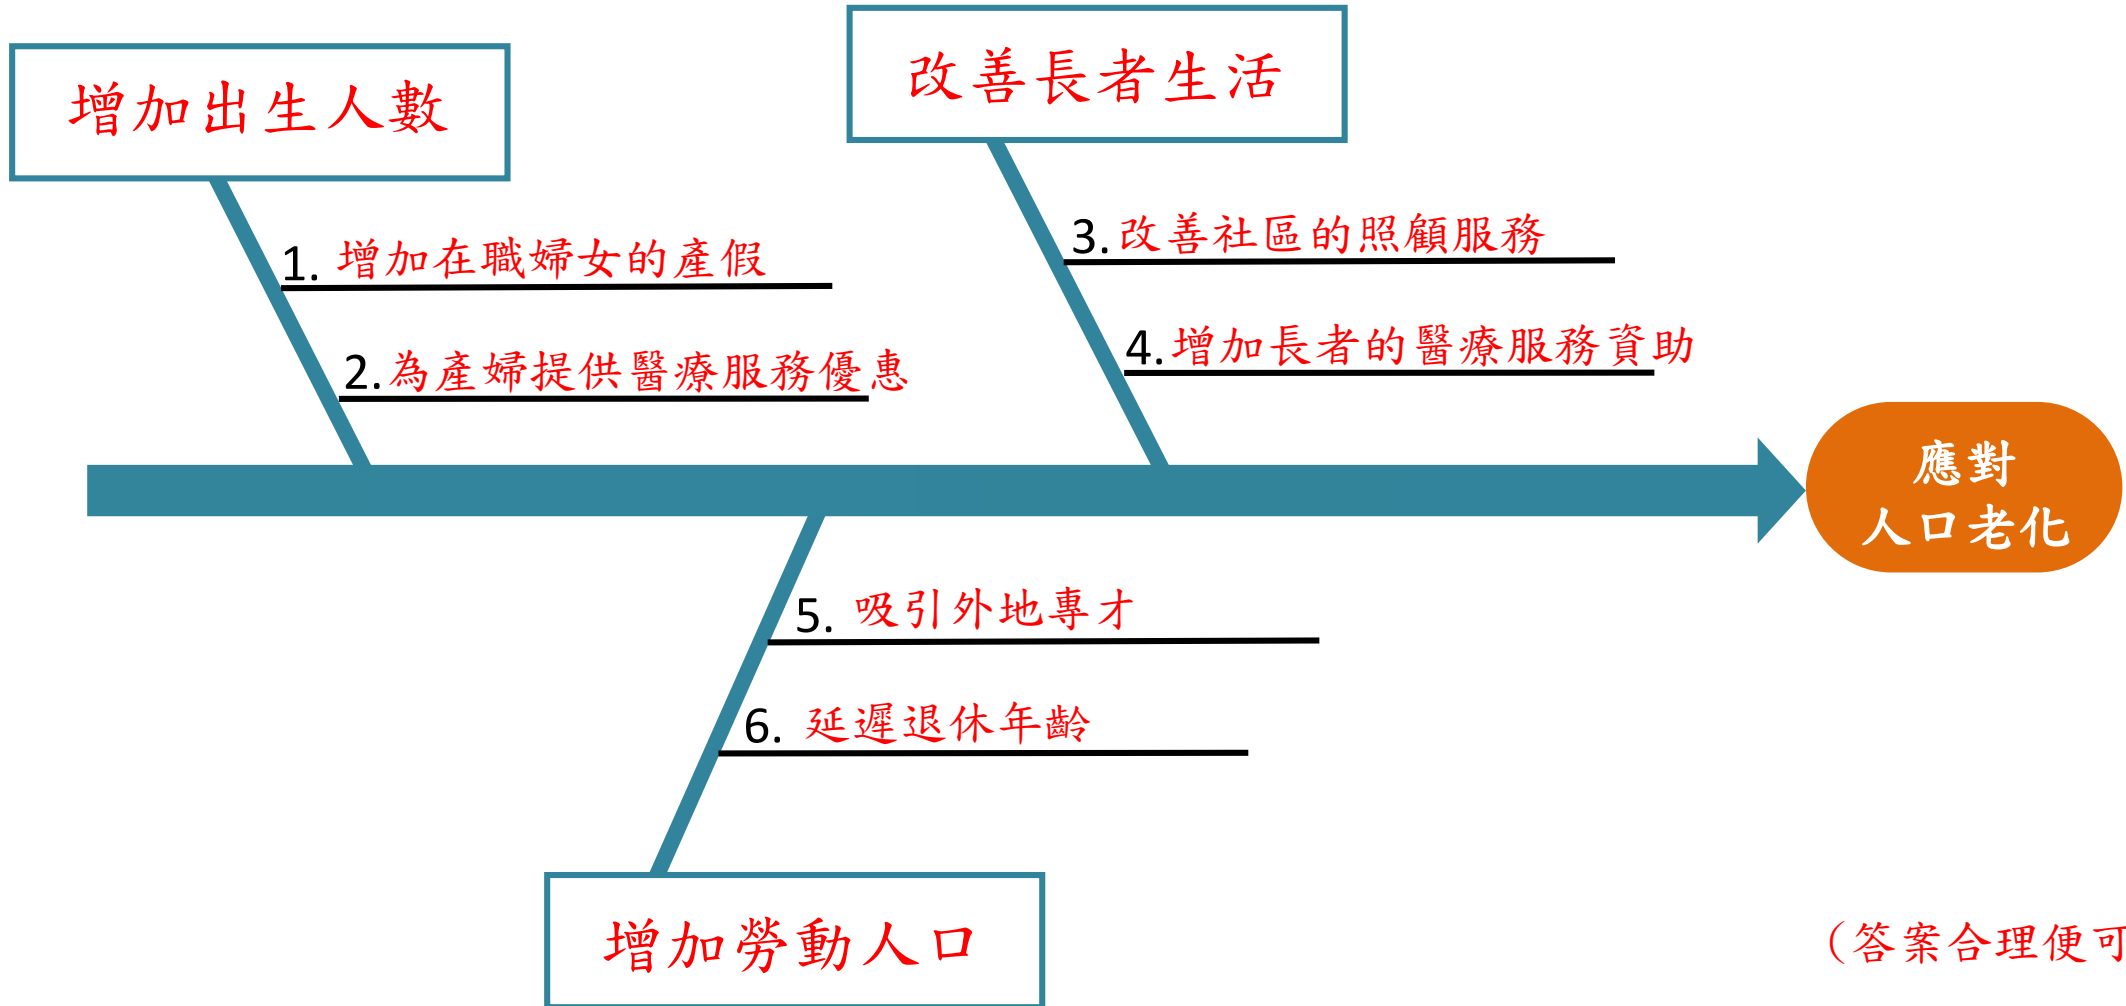 增加出生人數
1. 增加在職婦女的產假
2. 為產婦提供醫療服務優惠
改善長者生活
3. 改善社區的照顧服務
4. 增加長者的醫療服務資助
應對
人口老化
5. 吸引外地專才
6. 延遲退休年齡
增加勞動人口
（答案合理便可